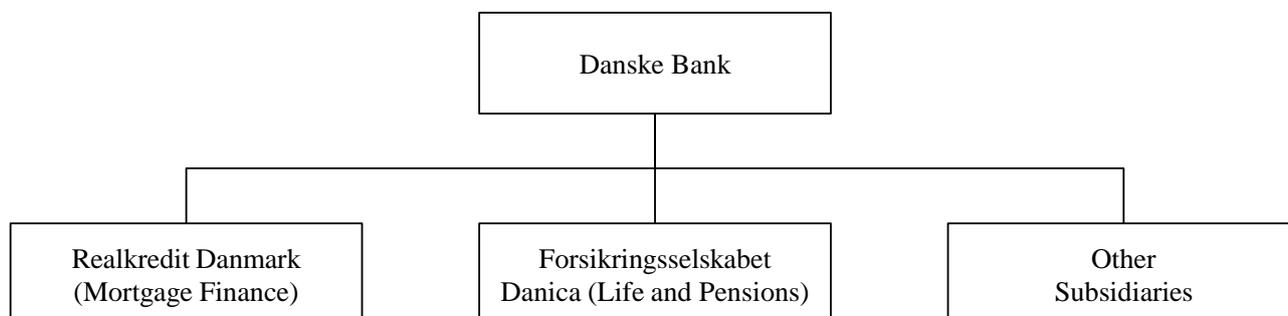 Danske Bank
Realkredit Danmark
(Mortgage Finance)
Forsikringsselskabet
Danica (Life and Pensions)
Other
Subsidiaries